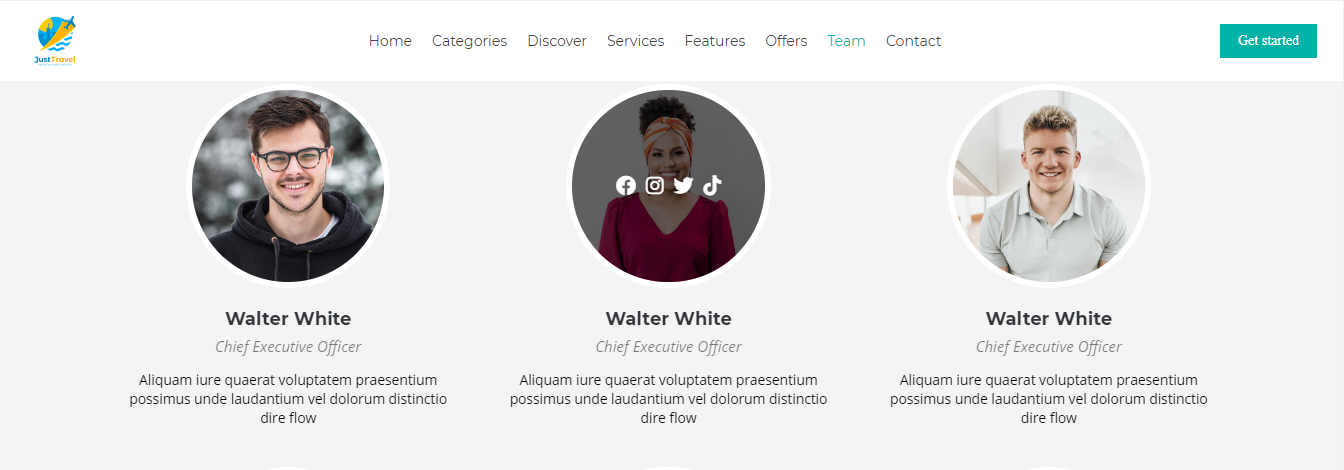 JustTravel
Home Categories Discover Services Features Offers Team Contact
Get started
Walter White
Chief Executive Officer
Aliquam iure quaerat voluptatem praesentium
possimus unde laudantium vel dolorum distinctio
dire flow
Walter White
Chief Executive Officer
Aliquam iure quaerat voluptatem praesentium
possimus unde laudantium vel dolorum distinctio
dire flow
Walter White
Chief Executive Officer
Aliquam iure quaerat voluptatem praesentium
possimus unde laudantium vel dolorum distinctio
dire flow